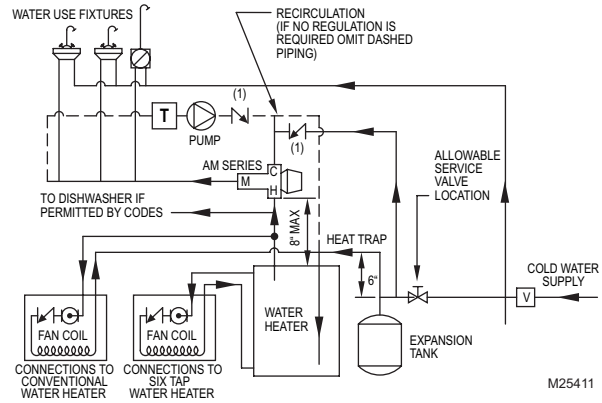 WATER USE FIXTURES
RECIRCULATION
(IF NO REGULATION IS
REQUIRED OMIT DASHED
PIPING)
(1)
T
PUMP
(1)
AM SERIES
C
M
H
ALLOWABLE
SERVICE
VALVE
LOCATION
TO DISHWASHER IF
PERMITTED BY CODES
8" MAX
HEAT TRAP
6"
COLD WATER
SUPPLY
V
FAN COIL
FAN COIL
WATER
HEATER
EXPANSION
TANK
CONNECTIONS TO
CONVENTIONAL
WATER HEATER
CONNECTIONS TO
SIX TAP
WATER HEATER
M25411